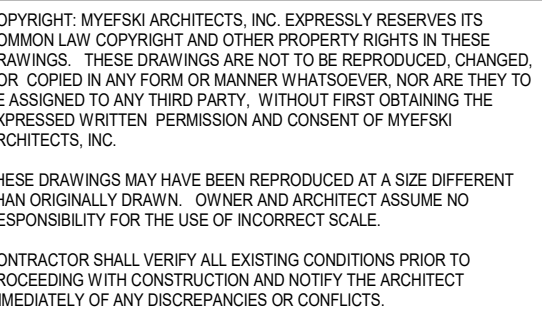 OPYRIGHT: MYEFSKI ARCHITECTS, INC. EXPRESSLY RESERVES ITS
OMMON LAW COPYRIGHT AND OTHER PROPERTY RIGHTS IN THESE
RAWINGS. THESE DRAWINGS ARE NOT TO BE REPRODUCED, CHANGED,
OR COPIED IN ANY FORM OR MANNER WHATSOEVER, NOR ARE THEY TO
E ASSIGNED TO ANY THIRD PARTY, WITHOUT FIRST OBTAINING THE
XPRESSED WRITTEN PERMISSION AND CONSENT OF MYEFSKI
RCHITECTS, INC.
HESE DRAWINGS MAY HAVE BEEN REPRODUCED AT A SIZE DIFFERENT
HAN ORIGINALLY DRAWN. OWNER AND ARCHITECT ASSUME NO
ESPONSIBILITY FOR THE USE OF INCORRECT SCALE.
ONTRACTOR SHALL VERIFY ALL EXISTING CONDITIONS PRIOR TO
ROCEEDING WITH CONSTRUCTION AND NOTIFY THE ARCHITECT
MMEDIATELY OF ANY DISCREPANCIES OR CONFLICTS.